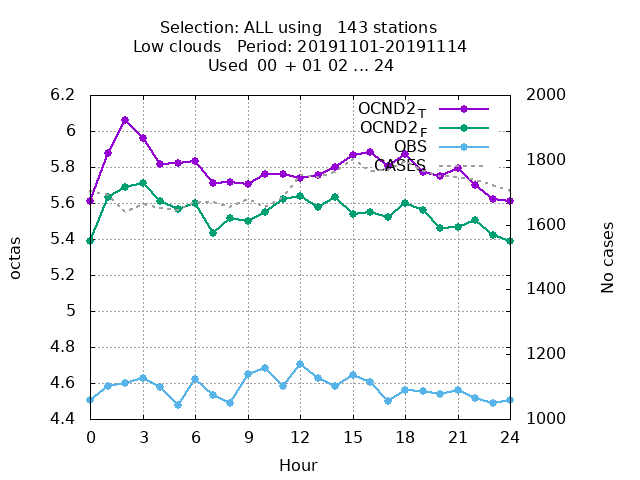 Selection: ALL using   143 stations
Low clouds   Period: 20191101-20191114
Used  00 + 01 02 ... 24
6.2
6
5.8
5.6
5.4
5.2
5
4.8
4.6
4.4
octas
OCND2 T
OCND2 F
OBS
CASES
2000
1800
1600
1400
1200
1000
No cases
0 3 6 9 12 15 18 21 24
Hour